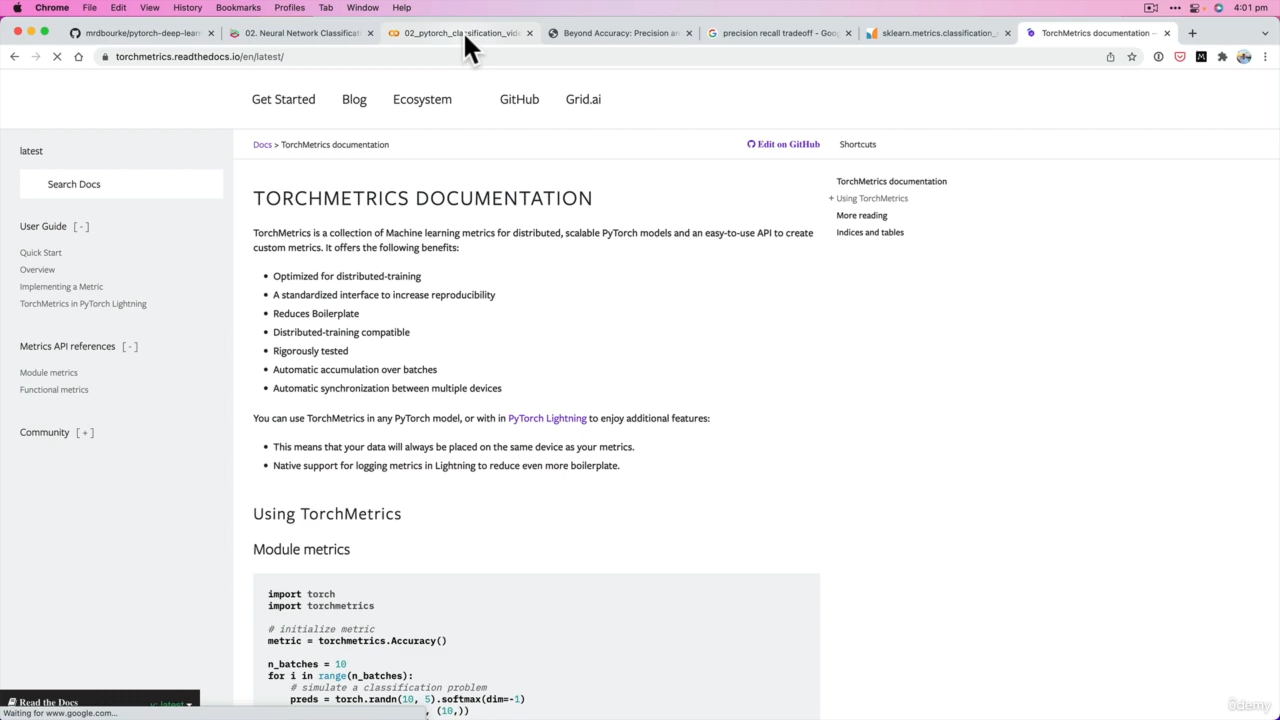 Chrome File Edit View History Bookmarks Profiles Tab Window Help 4:01 pm
mrdbourke/pytorch-deep-learn
02. Neural Network Classificat
02_pytorch_classification_vide
Beyond Accuracy: Precision an
precision recall tradeoff - Goo
sklearn.metrics.classification_
TorchMetrics documentation —
torchmetrics.readthedocs.io/en/latest/
Get Started Blog Ecosystem GitHub Grid.ai
latest
Search Docs
User Guide [-]
Quick Start
Overview
Implementing a Metric
TorchMetrics in PyTorch Lightning
Metrics API references [-]
Module metrics
Functional metrics
Community [+]
Docs > TorchMetrics documentation
Edit on GitHub
Shortcuts
TORCHMETRICS DOCUMENTATION
TorchMetrics is a collection of Machine learning metrics for distributed, scalable PyTorch models and an easy-to-use API to create
custom metrics. It offers the following benefits:
• Optimized for distributed-training
• A standardized interface to increase reproducibility
• Reduces Boilerplate
• Distributed-training compatible
• Rigorously tested
• Automatic accumulation over batches
• Automatic synchronization between multiple devices
You can use TorchMetrics in any PyTorch model, or with in PyTorch Lightning to enjoy additional features:
• This means that your data will always be placed on the same device as your metrics.
• Native support for logging metrics in Lightning to reduce even more boilerplate.
Using TorchMetrics
Module metrics
import torch
import torchmetrics
# initialize metric
metric = torchmetrics.Accuracy()
n_batches = 10
for i in range(n_batches):
# simulate a classification problem
preds = torch.randn(10, 5).softmax(dim=-1)
(10,))
TorchMetrics documentation
+ Using TorchMetrics
More reading
Indices and tables
Read the Docs
v: latest
Waiting for www.google.com...
ûdemy